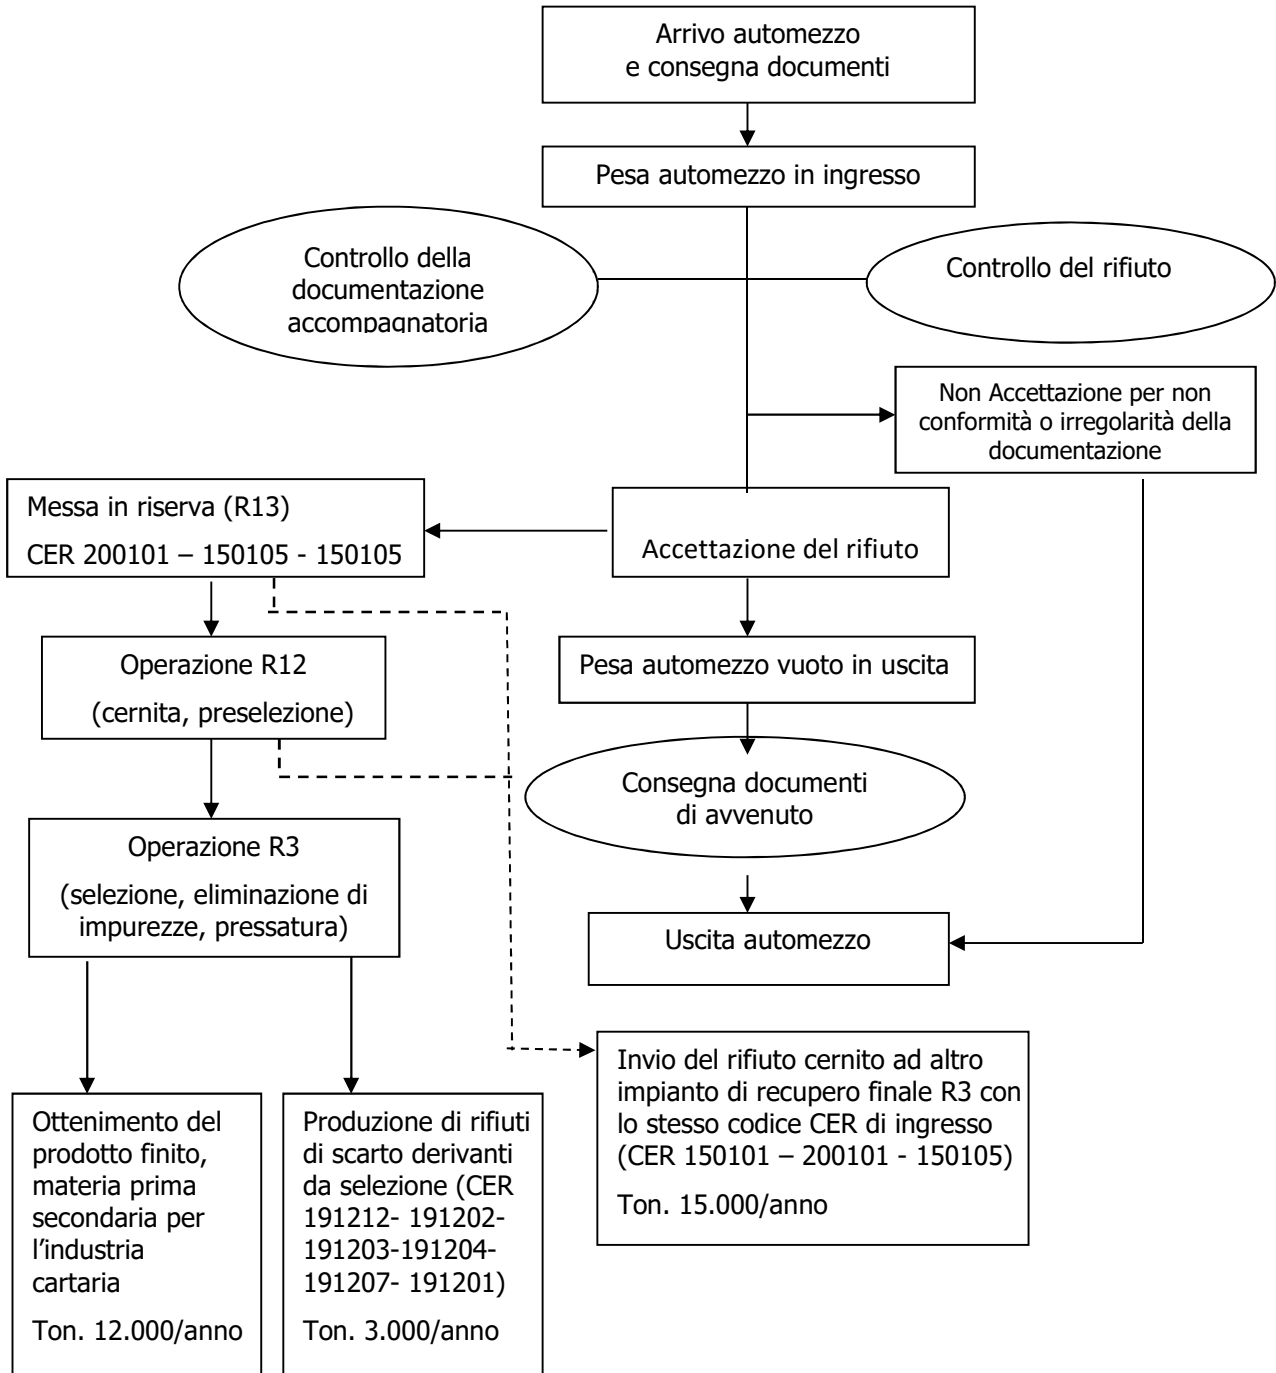 Arrivo automezzo
e consegna documenti
Pesa automezzo in ingresso
Controllo della
documentazione
accompagnatoria
Controllo del rifiuto
Non Accettazione per non
conformità o irregolarità della
documentazione
Messa in riserva (R13)
CER 200101 – 150105 - 150105
Accettazione del rifiuto
Operazione R12
(cernita, preselezione)
Pesa automezzo vuoto in uscita
Consegna documenti
di avvenuto
Operazione R3
(selezione, eliminazione di
impurezze, pressatura)
Uscita automezzo
Invio del rifiuto cernito ad altro
impianto di recupero finale R3 con
lo stesso codice CER di ingresso
(CER 150101 – 200101 - 150105)
Ton. 15.000/anno
Ottenimento del
prodotto finito,
materia prima
secondaria per
l'industria
cartaria
Ton. 12.000/anno
Produzione di rifiuti
di scarto derivanti
da selezione (CER
191212- 191202-
191203-191204-
191207- 191201)
Ton. 3.000/anno